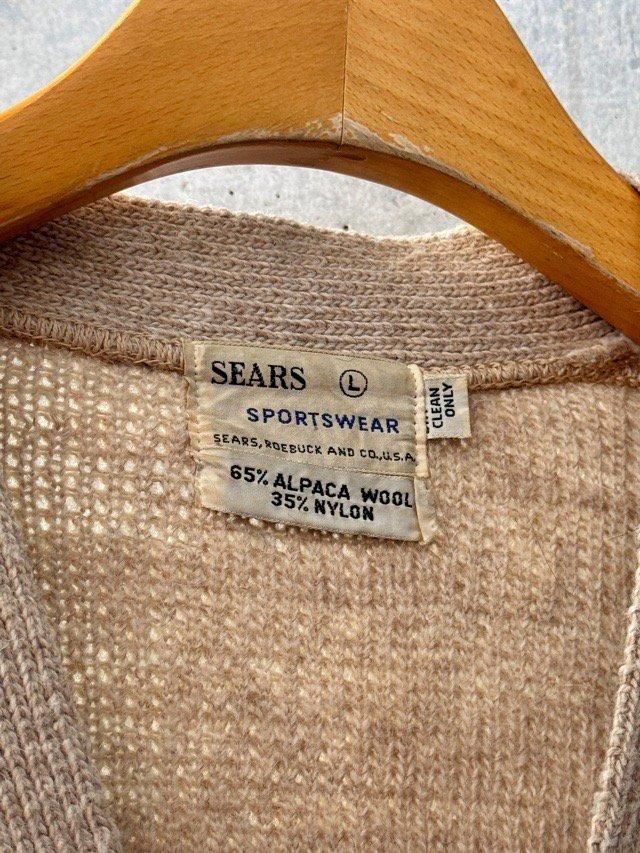 SEARS Ⓛ
SPORTSWEAR
SEARS, ROEBUCK AND CO., U.S.A.
65% ALPACA WOOL
35% NYLON
CLEAN
ONLY